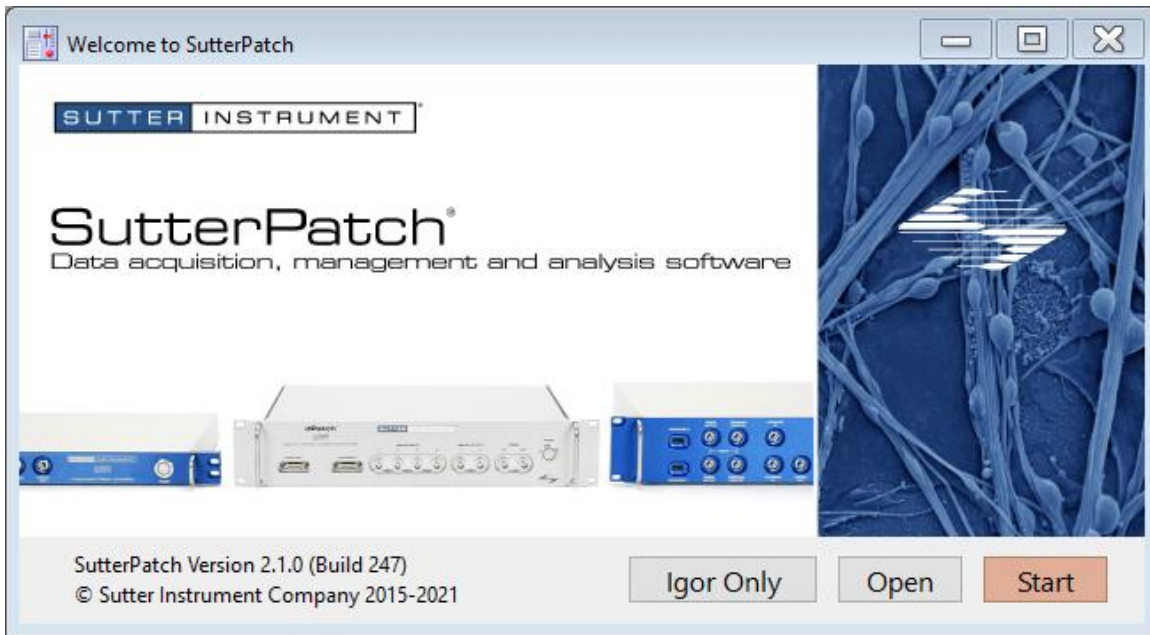 Welcome to SutterPatch
SUTTER INSTRUMENT®
SutterPatch®
Data acquisition, management and analysis software
dPatch®
SutterPatch Version 2.1.0 (Build 247)
© Sutter Instrument Company 2015-2021
Igor Only
Open
Start